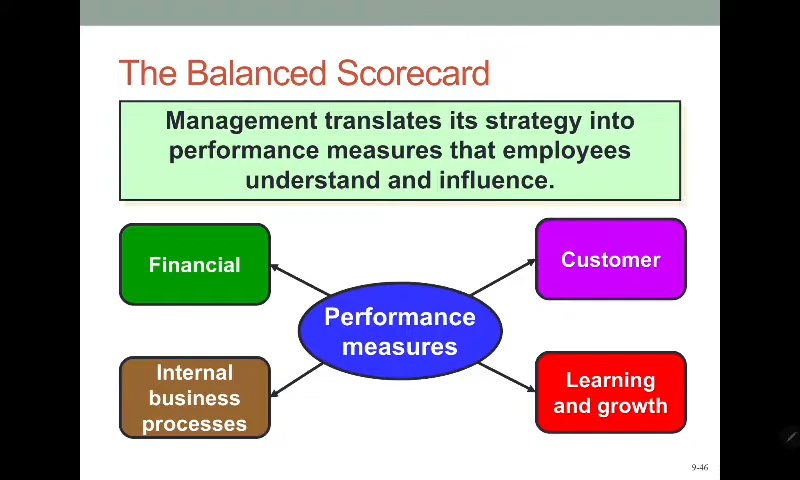 The Balanced Scorecard
Management translates its strategy into
performance measures that employees
understand and influence.
Financial
Customer
Performance
measures
Internal
business
processes
Learning
and growth
9-46